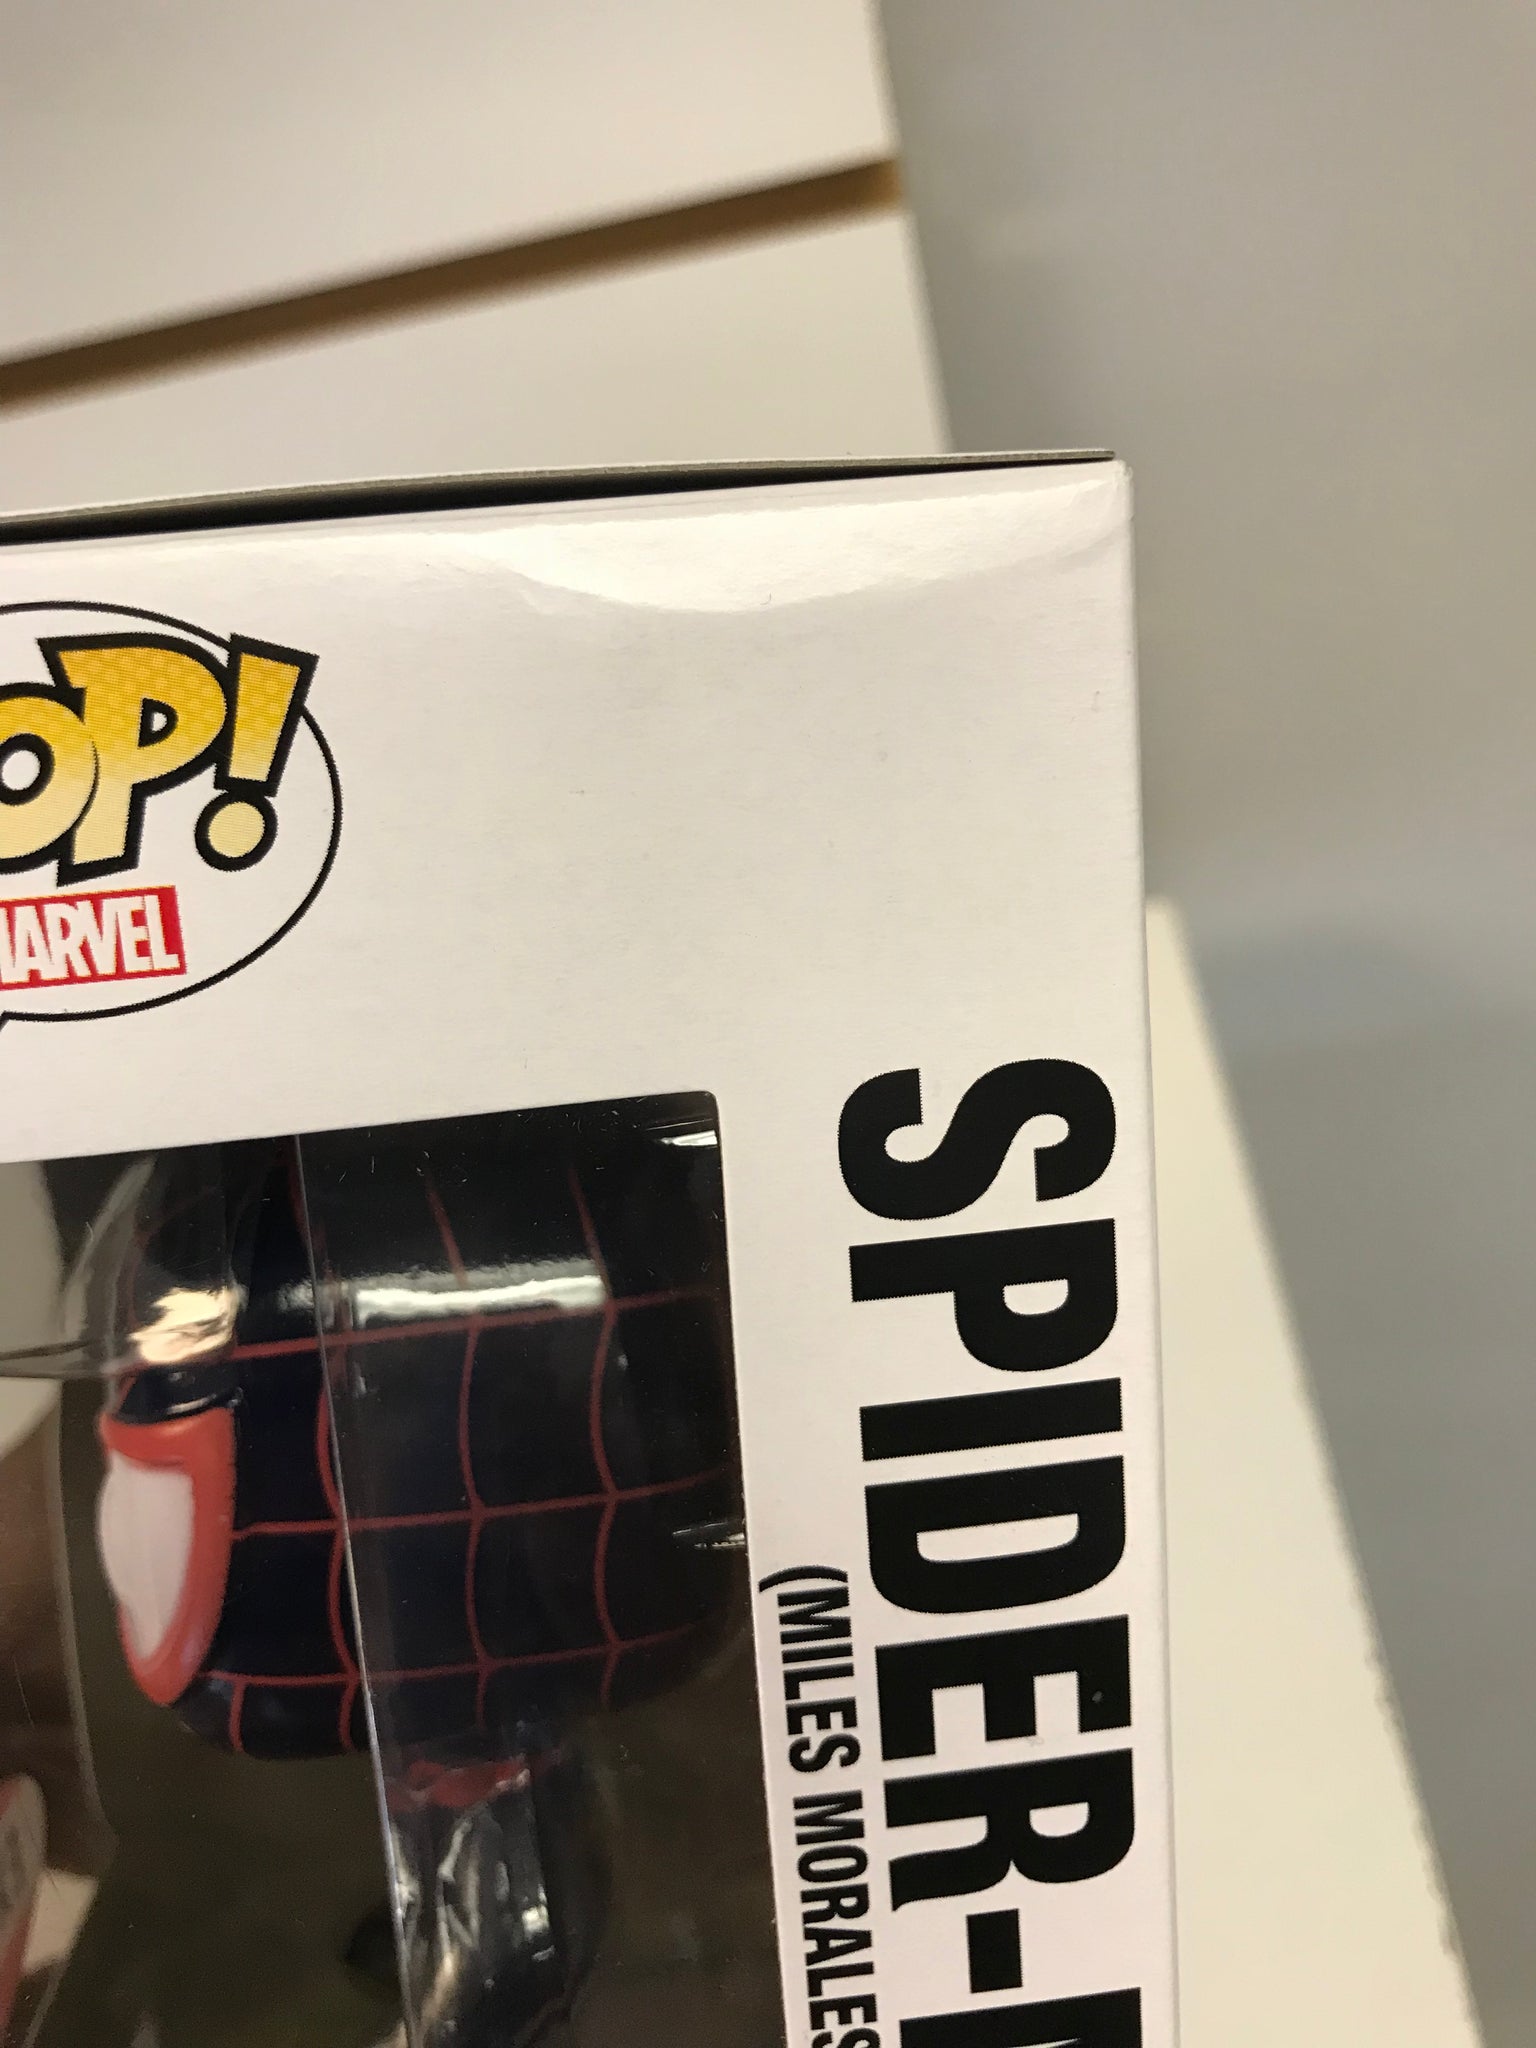 OP!
MARVEL
SPIDER-M
(MILES MORALES